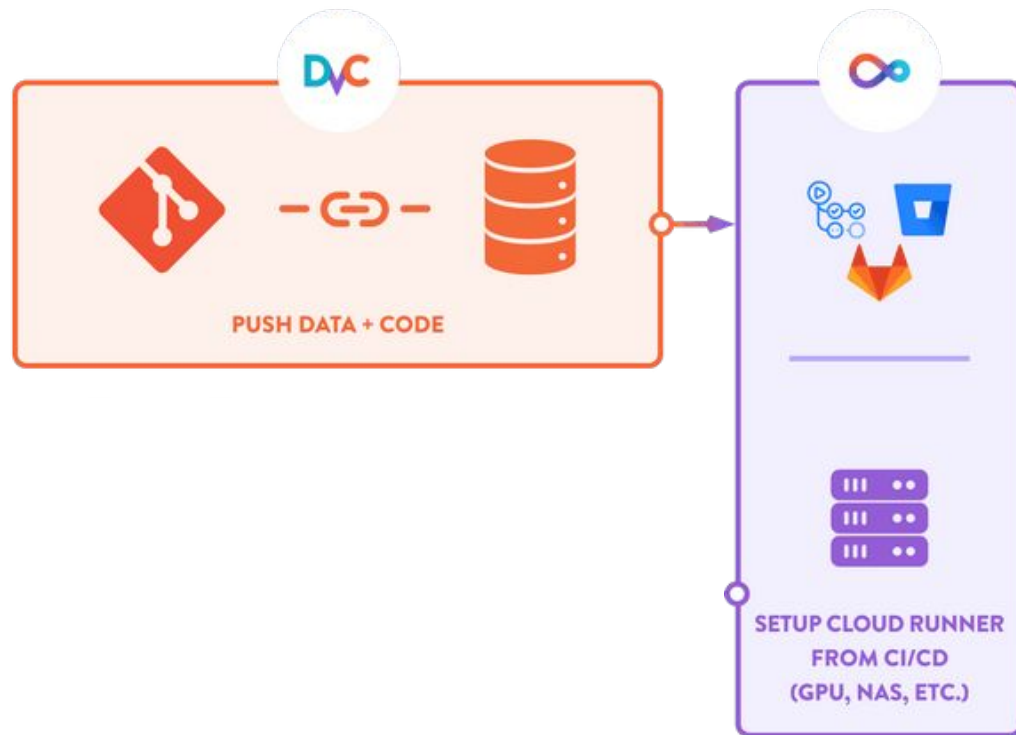 DVC
PUSH DATA + CODE
SETUP CLOUD RUNNER
FROM CI/CD
(GPU, NAS, ETC.)